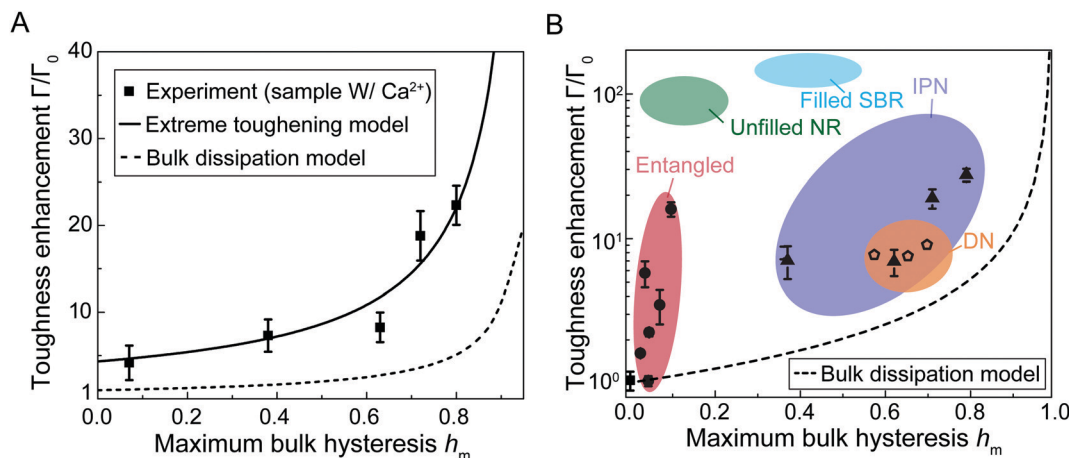 A
Toughness enhancement Γ/Γ₀
40
30
20
10
1
Experiment (sample W/ Ca²⁺)
Extreme toughening model
Bulk dissipation model
0.0 0.2 0.4 0.6 0.8
Maximum bulk hysteresis hₘ
B
Toughness enhancement Γ/Γ₀
10²
10¹
10⁰
Filled SBR
IPN
Unfilled NR
Entangled
DN
Bulk dissipation model
0.0 0.2 0.4 0.6 0.8 1.0
Maximum bulk hysteresis hₘ